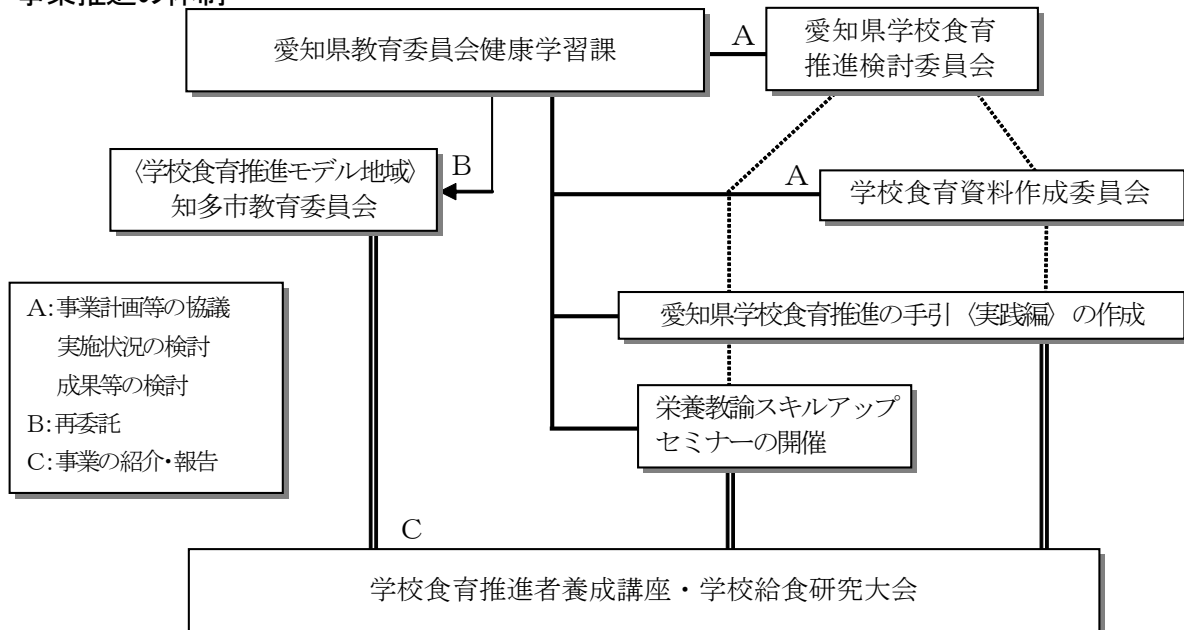 事業推進の体制
愛知県教育委員会健康学習課
A
愛知県学校食育
推進検討委員会
〈学校食育推進モデル地域〉
知多市教育委員会
B
A
学校食育資料作成委員会
A:事業計画等の協議
実施状況の検討
成果等の検討
B:再委託
C:事業の紹介・報告
愛知県学校食育推進の手引〈実践編〉の作成
栄養教諭スキルアップ
セミナーの開催
C
学校食育推進者養成講座・学校給食研究大会